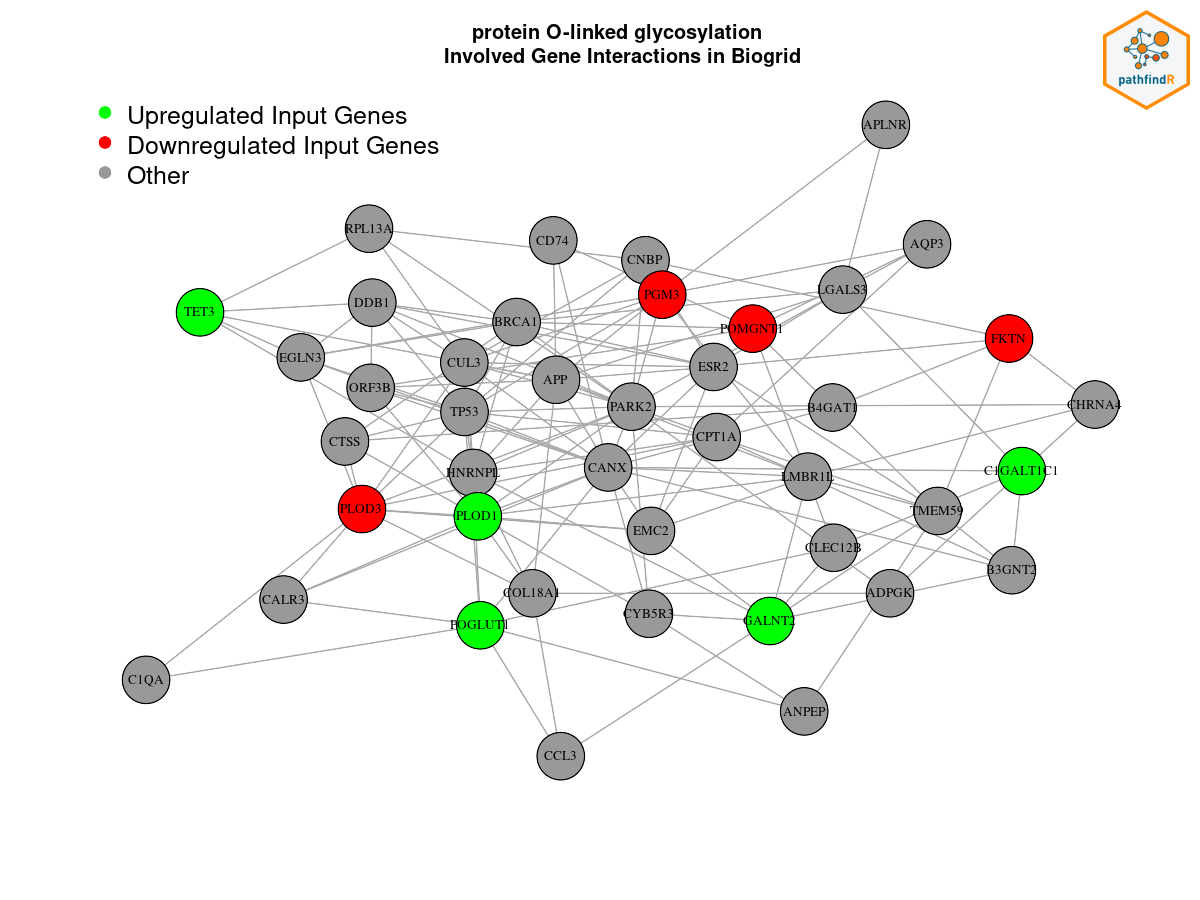 protein O-linked glycosylation
Involved Gene Interactions in Biogrid
pathfindR
Upregulated Input Genes
Downregulated Input Genes
Other
APLNR
RPL13A
CD74
AQP3
CNBP
LGALS3
PGM3
DDB1
TET3
BRCA1
POMGNT1
FKTN
EGLN3
CUL3
ESR2
APP
ORF3B
CHRNA4
PARK2
B4GAT1
TP53
CPT1A
CTSS
CANX
C1GALT1C1
HNRNPL
LMBR1L
PLOD3
TMEM59
PLOD1
EMC2
CLEC12B
B3GNT2
COL18A1
ADPGK
CALR3
CYB5R3
GALNT2
POGLUT1
C1QA
ANPEP
CCL3